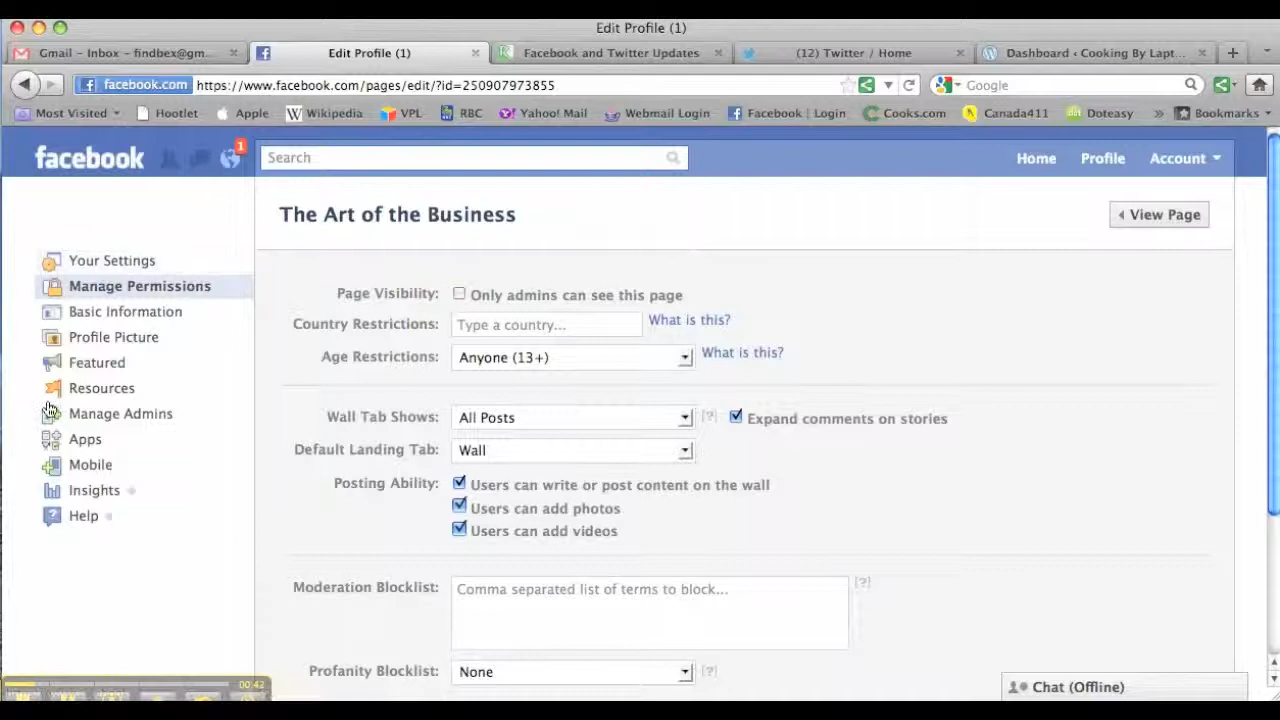 Edit Profile (1)
Gmail – Inbox – findbex@gm...
Edit Profile (1)
Facebook and Twitter Updates
(12) Twitter / Home
Dashboard ‹ Cooking By Lapt...
facebook.com https://www.facebook.com/pages/edit/?id=250907973855
Google
Most Visited
Hootlet
Apple
Wikipedia
VPL
RBC
Yahoo! Mail
Webmail Login
Facebook | Login
Cooks.com
Canada411
Doteasy
»
Bookmarks
facebook
1
Search
Home
Profile
Account
The Art of the Business
View Page
Your Settings
Manage Permissions
Basic Information
Profile Picture
Featured
Resources
Manage Admins
Apps
Mobile
Insights
Help
Page Visibility: Only admins can see this page
Country Restrictions: Type a country... What is this?
Age Restrictions: Anyone (13+) What is this?
Wall Tab Shows: All Posts [?] Expand comments on stories
Default Landing Tab: Wall
Posting Ability: Users can write or post content on the wall
Users can add photos
Users can add videos
Moderation Blocklist: Comma separated list of terms to block... [?]
Profanity Blocklist: None [?]
00:42
Chat (Offline)